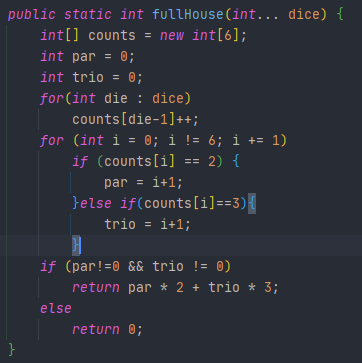 public static int fullHouse(int... dice) {
    int[] counts = new int[6];
    int par = 0;
    int trio = 0;
    for(int die : dice)
        counts[die-1]++;
    for (int i = 0; i != 6; i += 1)
        if (counts[i] == 2) {
            par = i+1;
        }else if(counts[i]==3){
            trio = i+1;
        }
    if (par!=0 && trio != 0)
        return par * 2 + trio * 3;
    else
        return 0;
}